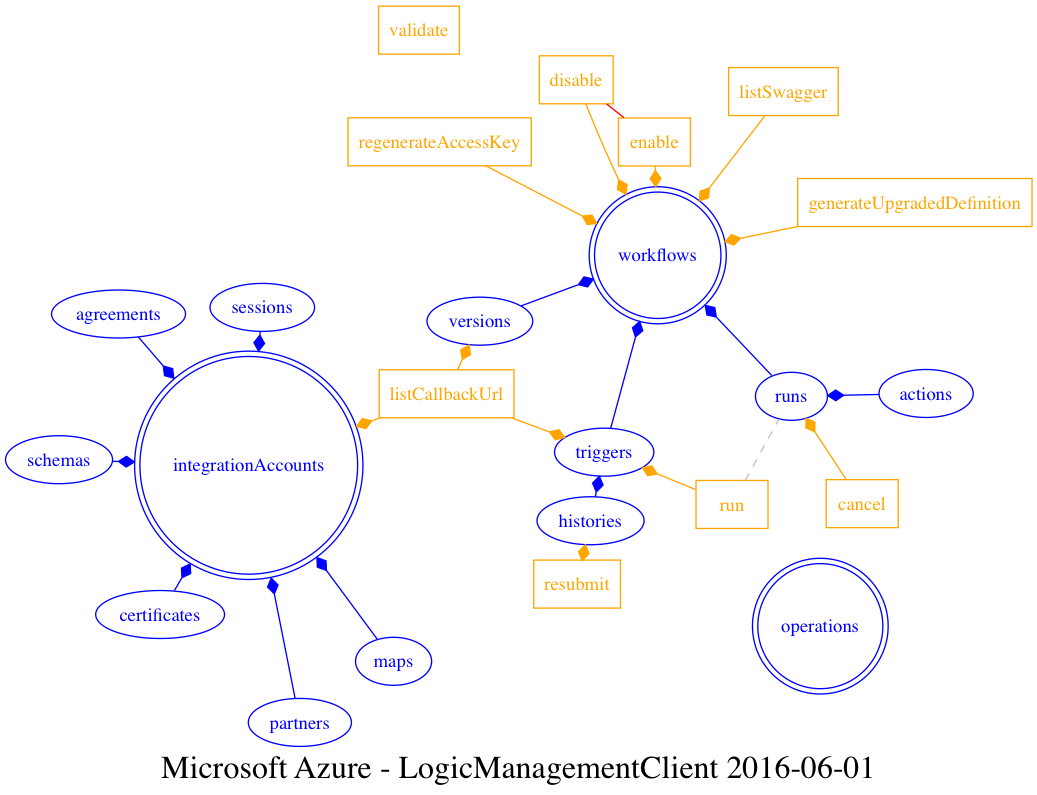 validate
disable
listSwagger
regenerateAccessKey
enable
generateUpgradedDefinition
workflows
agreements
sessions
versions
listCallbackUrl
runs
actions
schemas
integrationAccounts
triggers
run
cancel
histories
resubmit
certificates
operations
maps
partners
Microsoft Azure - LogicManagementClient 2016-06-01